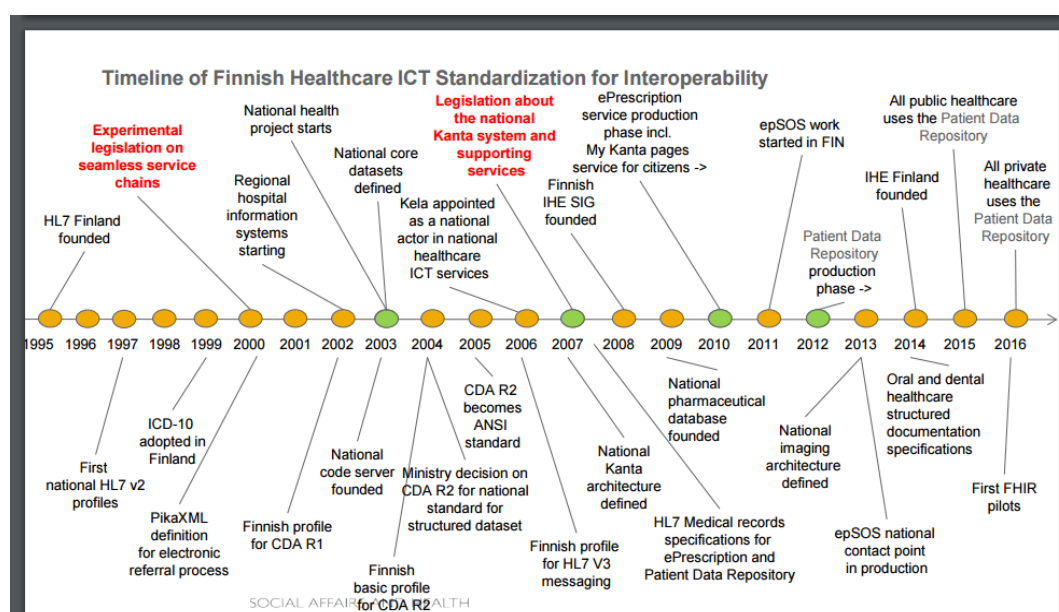 Timeline of Finnish Healthcare ICT Standardization for Interoperability
HL7 Finland
founded
Experimental
legislation on
seamless service
chains
Regional
hospital
information
systems
starting
National health
project starts
National core
datasets
defined
Kela appointed
as a national
actor in national
healthcare
ICT services
Legislation about
the national
Kanta system and
supporting
services
Finnish
IHE SIG
founded
ePrescription
service production
phase incl.
My Kanta pages
service for citizens ->
epSOS work
started in FIN
Patient Data
Repository
production
phase ->
IHE Finland
founded
All public healthcare
uses the Patient Data
Repository
All private
healthcare
uses the
Patient Data
Repository
1995 1996 1997 1998 1999 2000 2001 2002 2003 2004 2005 2006 2007 2008 2009 2010 2011 2012 2013 2014 2015 2016
First
national HL7 v2
profiles
ICD-10
adopted in
Finland
PikaXML
definition
for electronic
referral process
Finnish profile
for CDA R1
National
code server
founded
Finnish
basic profile
for CDA R2
Ministry decision on
CDA R2 for national
standard for
structured dataset
CDA R2
becomes
ANSI
standard
Finnish profile
for HL7 V3
messaging
National
Kanta
architecture
defined
HL7 Medical records
specifications for
ePrescription and
Patient Data Repository
National
pharmaceutical
database
founded
National
imaging
architecture
defined
epSOS national
contact point
in production
Oral and dental
healthcare
structured
documentation
specifications
First FHIR
pilots
SOCIAL AFFAIRS AND HEALTH